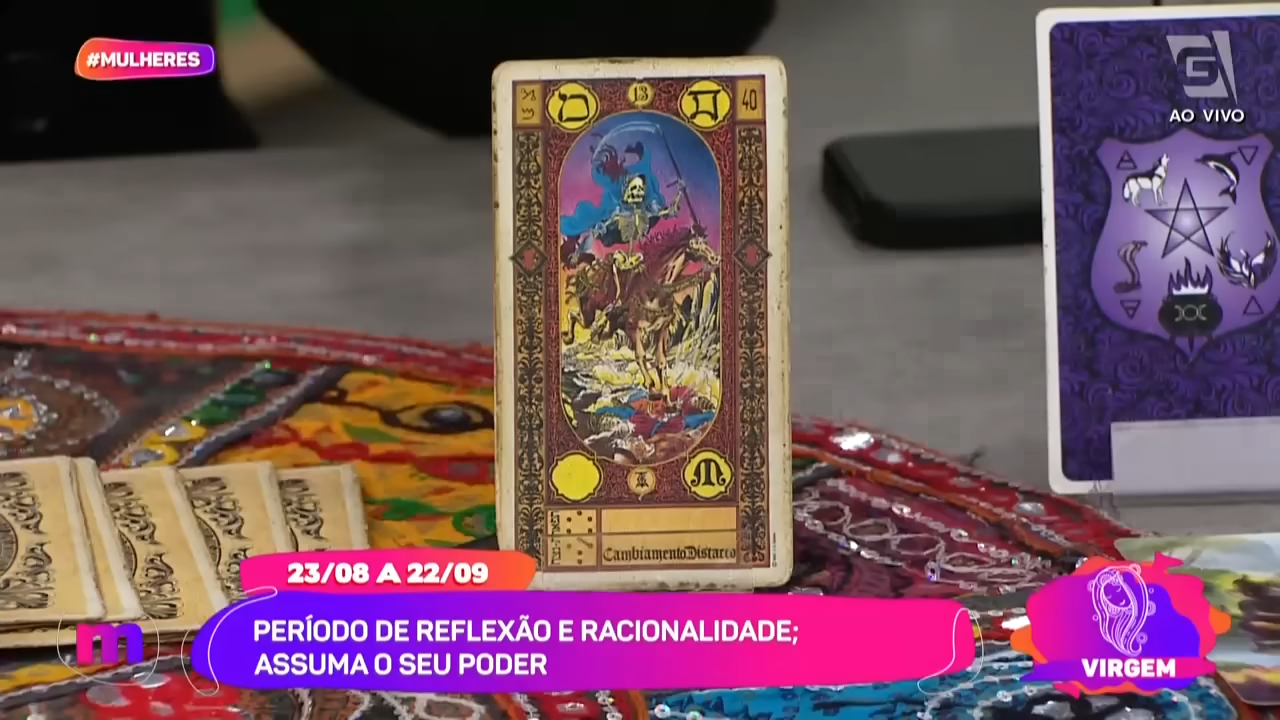 #MULHERES
AO VIVO
13
40
מ
CambiamentoDistacco
23/08 A 22/09
PERÍODO DE REFLEXÃO E RACIONALIDADE;
ASSUMA O SEU PODER
m
VIRGEM